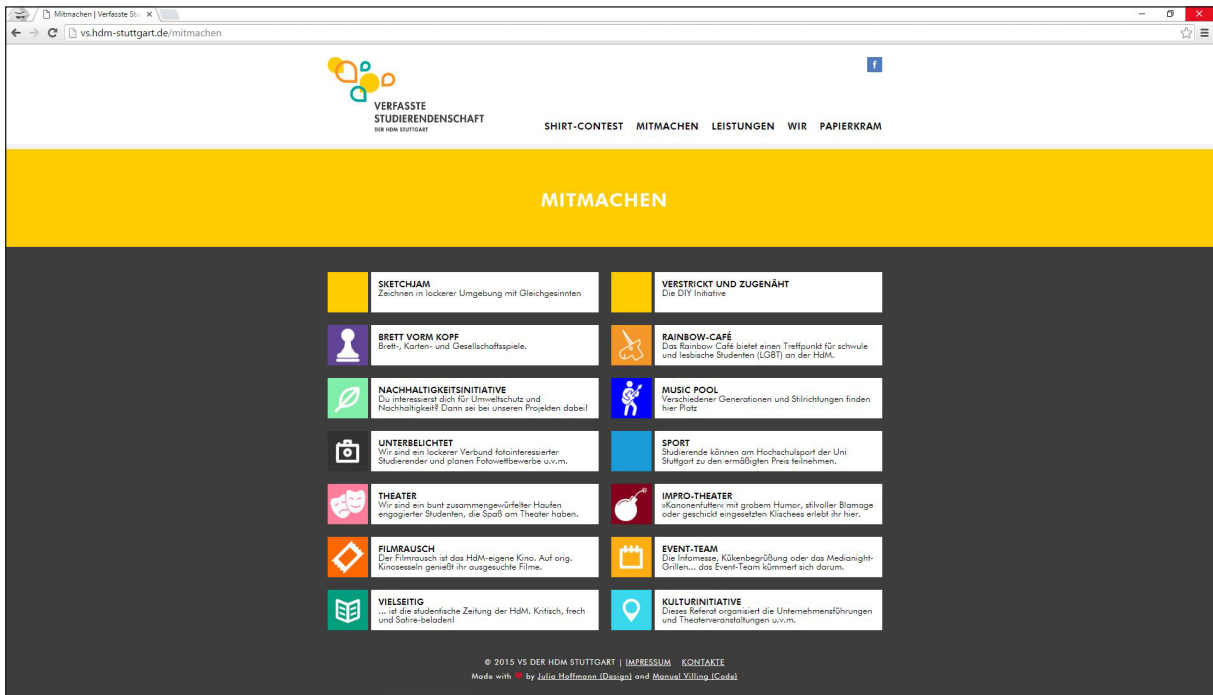 Mitmachen | Verfasste Stu
vs.hdm-stuttgart.de/mitmachen
f
VERFASSTE
STUDIERENDENSCHAFT
DER HDM STUTTGART
SHIRT-CONTEST MITMACHEN LEISTUNGEN WIR PAPIERKRAM
MITMACHEN
SKETCHJAM
Zeichnen in lockerer Umgebung mit Gleichgesinnten
VERSTRICKT UND ZUGENÄHT
Die DIY Initiative
BRETT VORM KOPF
Brett-, Karten- und Gesellschaftsspiele.
RAINBOW-CAFÉ
Das Rainbow Café bietet einen Treffpunkt für schwule
und lesbische Studenten (LGBT) an der HdM.
NACHHALTIGKEITSINITIATIVE
Du interessierst dich für Umweltschutz und
Nachhaltigkeit? Dann sei bei unseren Projekten dabei!
MUSIC POOL
Verschiedener Generationen und Stilrichtungen finden
hier Platz
UNTERBELICHTET
Wir sind ein lockerer Verbund fotointeressierter
Studierender und planen Fotowettbewerbe u.v.m.
SPORT
Studierende können am Hochschulsport der Uni
Stuttgart zu den ermäßigten Preis teilnehmen.
THEATER
Wir sind ein bunt zusammengewürfelter Haufen
engagierter Studenten, die Spaß am Theater haben.
IMPRO-THEATER
»Kanonenfutter« mit grobem Humor, stilvoller Blamage
oder geschickt eingesetzten Klischees erlebt ihr hier.
FILMRAUSCH
Der Filmrausch ist das HdM-eigene Kino. Auf orig.
Kinosesseln genießt ihr ausgesuchte Filme.
EVENT-TEAM
Die Infomesse, Kükenbegrüßung oder das Medianight-
Grillen... das Event-Team kümmert sich darum.
VIELSEITIG
... ist die studentische Zeitung der HdM. Kritisch, frech
und Satire-beladen!
KULTURINITIATIVE
Dieses Referat organisiert die Unternehmensführungen
und Theaterveranstaltungen u.v.m.
© 2015 VS DER HDM STUTTGART | IMPRESSUM KONTAKTE
Made with ♥ by Julia Hoffmann (Design) and Manuel Villing (Code)